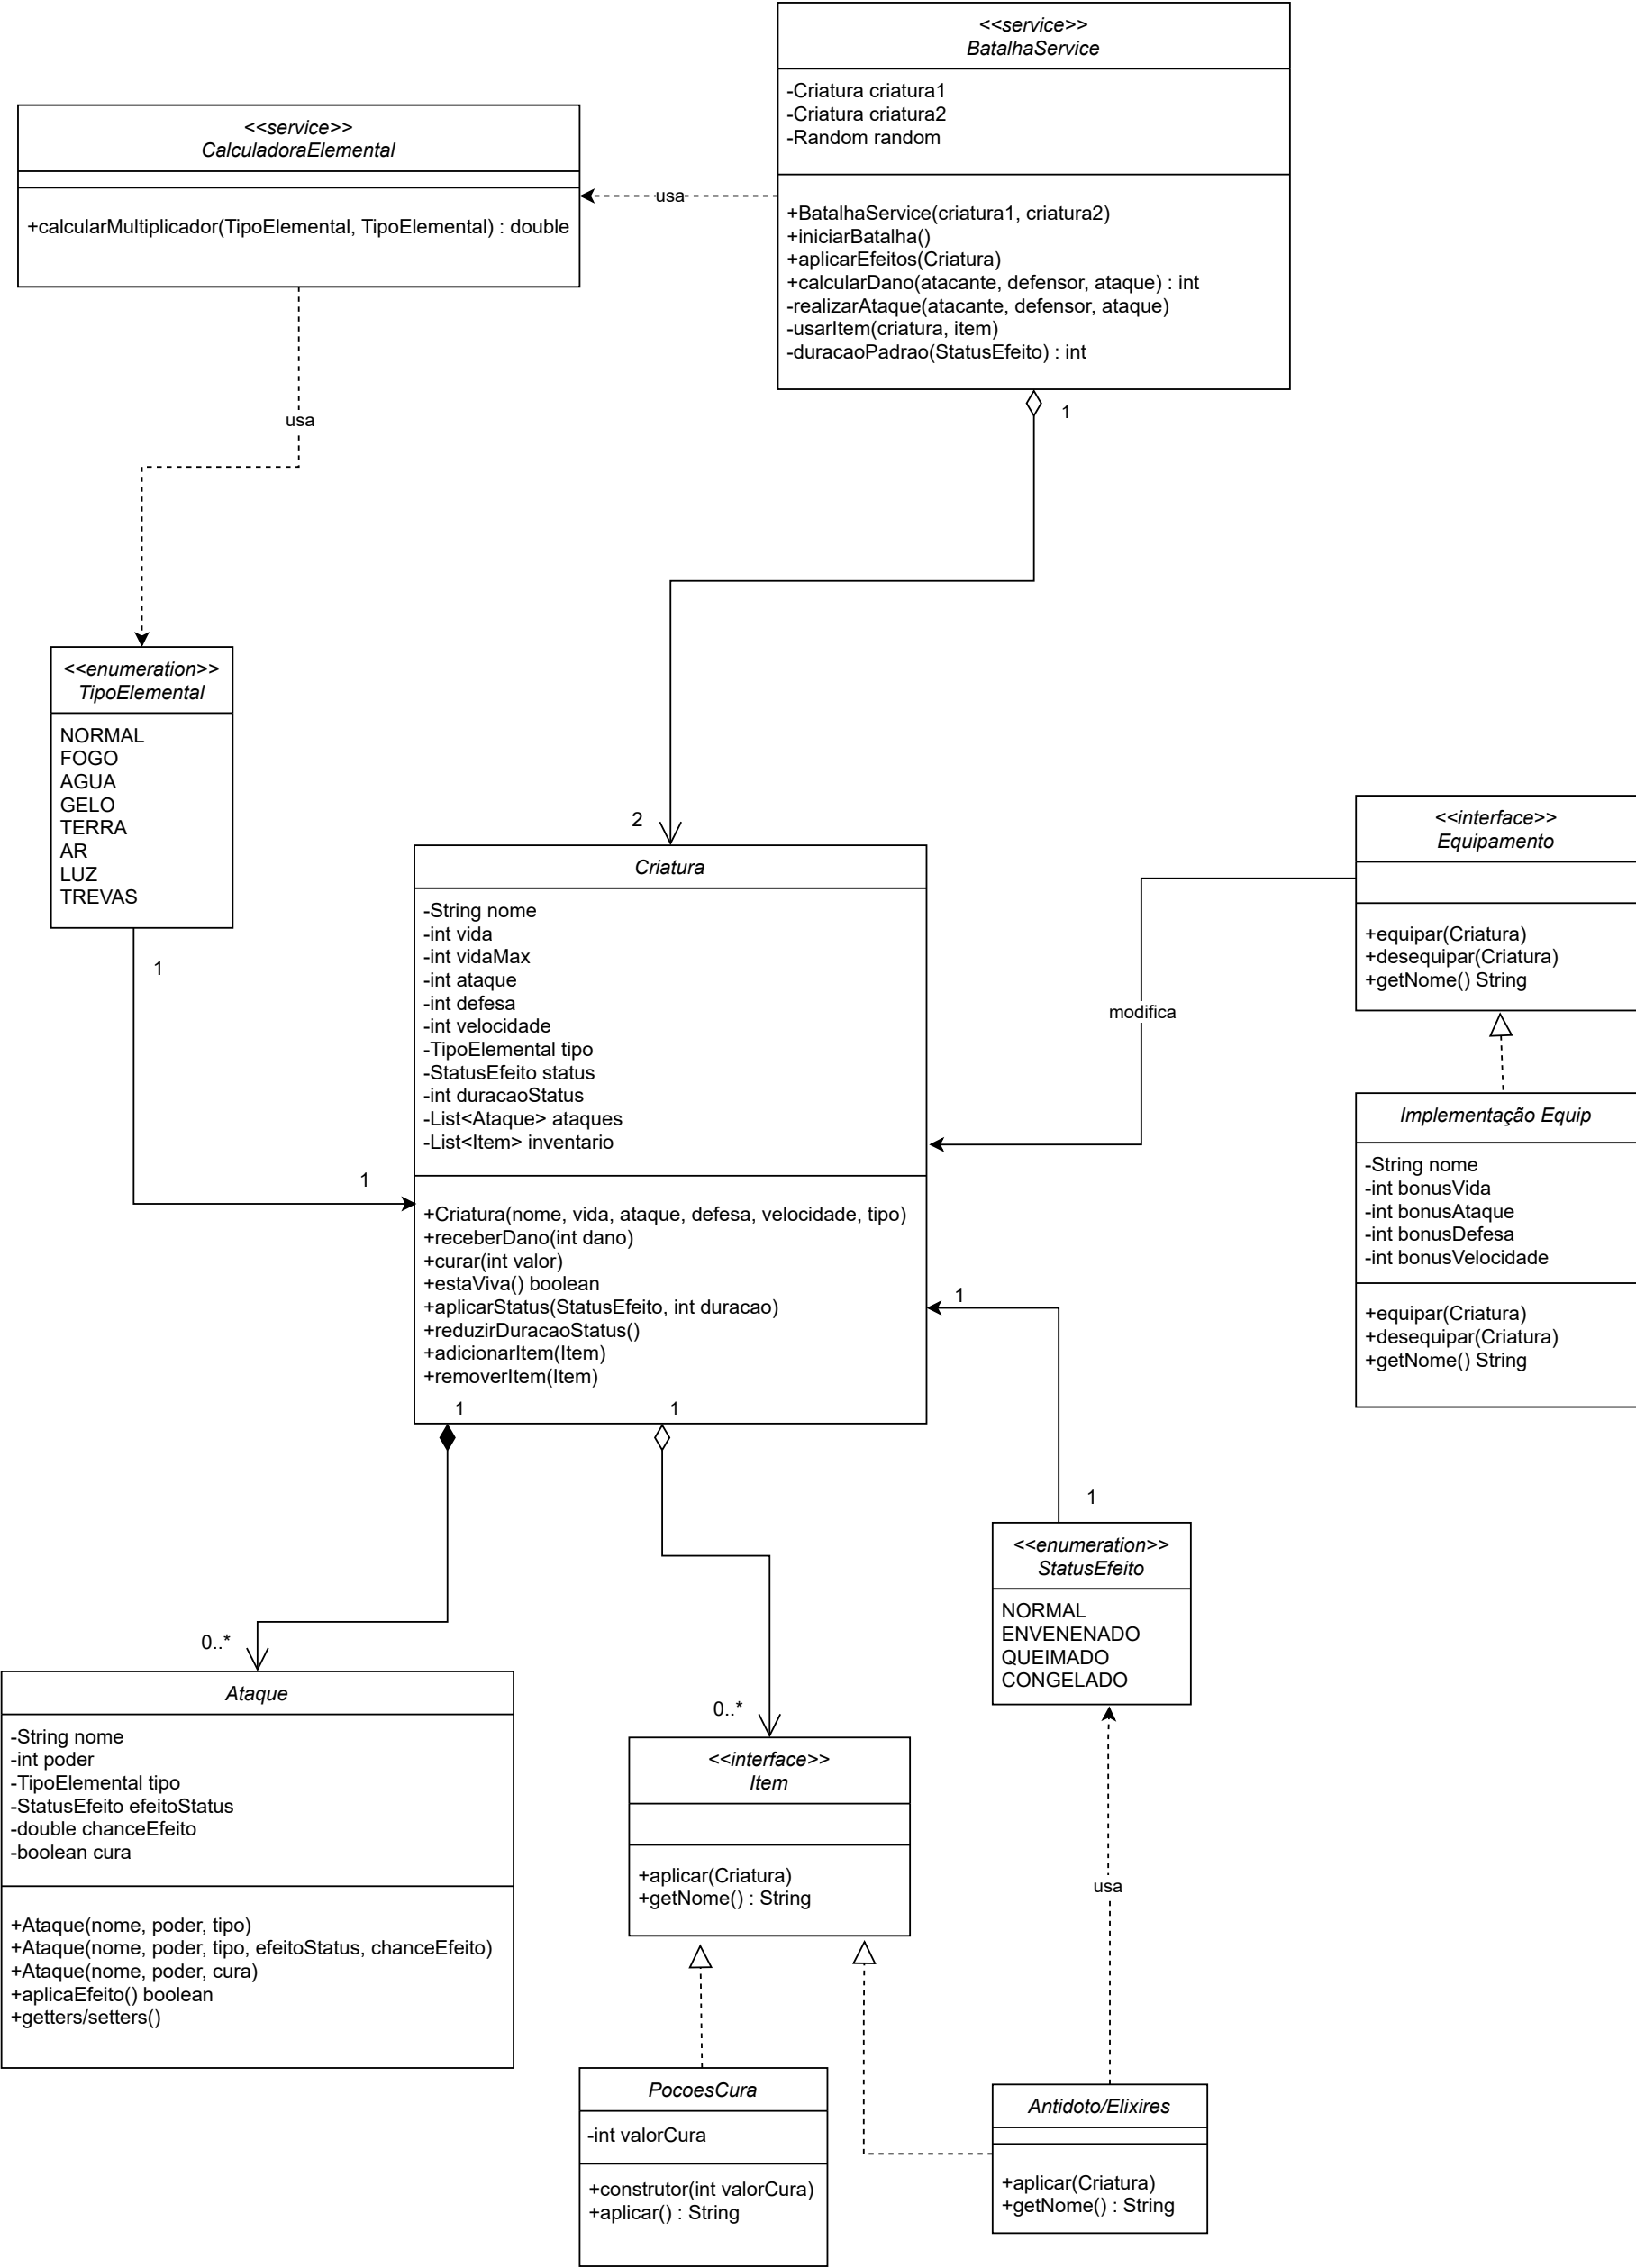 <<service>>
BatalhaService
-Criatura criatura1
-Criatura criatura2
-Random random
+BatalhaService(criatura1, criatura2)
+iniciarBatalha()
+aplicarEfeitos(Criatura)
+calcularDano(atacante, defensor, ataque) : int
-realizarAtaque(atacante, defensor, ataque)
-usarItem(criatura, item)
-duracaoPadrao(StatusEfeito) : int
<<service>>
CalculadoraElemental
+calcularMultiplicador(TipoElemental, TipoElemental) : double
usa
usa
1
2
<<enumeration>>
TipoElemental
NORMAL
FOGO
AGUA
GELO
TERRA
AR
LUZ
TREVAS
1
1
Criatura
-String nome
-int vida
-int vidaMax
-int ataque
-int defesa
-int velocidade
-TipoElemental tipo
-StatusEfeito status
-int duracaoStatus
-List<Ataque> ataques
-List<Item> inventario
+Criatura(nome, vida, ataque, defesa, velocidade, tipo)
+receberDano(int dano)
+curar(int valor)
+estaViva() boolean
+aplicarStatus(StatusEfeito, int duracao)
+reduzirDuracaoStatus()
+adicionarItem(Item)
+removerItem(Item)
1
1
modifica
<<interface>>
Equipamento
+equipar(Criatura)
+desequipar(Criatura)
+getNome() String
Implementação Equip
-String nome
-int bonusVida
-int bonusAtaque
-int bonusDefesa
-int bonusVelocidade
+equipar(Criatura)
+desequipar(Criatura)
+getNome() String
1
1
<<enumeration>>
StatusEfeito
NORMAL
ENVENENADO
QUEIMADO
CONGELADO
0..*
Ataque
-String nome
-int poder
-TipoElemental tipo
-StatusEfeito efeitoStatus
-double chanceEfeito
-boolean cura
+Ataque(nome, poder, tipo)
+Ataque(nome, poder, tipo, efeitoStatus, chanceEfeito)
+Ataque(nome, poder, cura)
+aplicaEfeito() boolean
+getters/setters()
0..*
<<interface>>
Item
+aplicar(Criatura)
+getNome() : String
usa
PocoesCura
-int valorCura
+construtor(int valorCura)
+aplicar() : String
Antidoto/Elixires
+aplicar(Criatura)
+getNome() : String